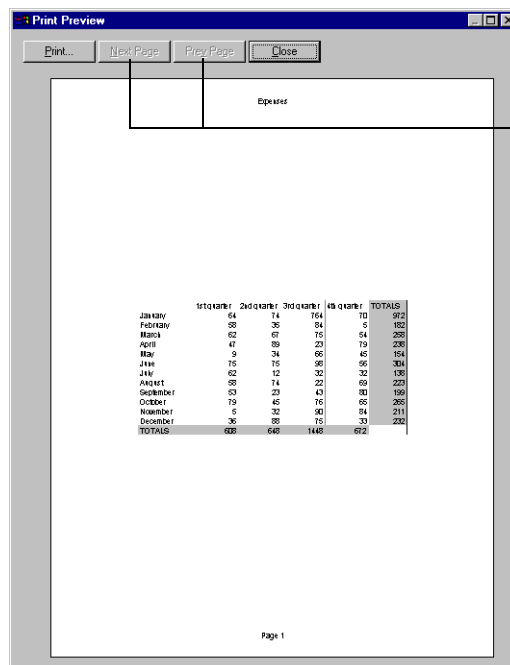 Print Preview
Print... Next Page Prev Page Close
Expenses
1st quarter 2nd quarter 3rd quarter 4th quarter TOTALS
January 64 74 764 70 972
February 58 35 84 5 182
March 62 67 75 54 258
April 47 89 23 79 238
May 9 34 66 45 154
June 75 75 98 56 304
July 62 12 32 32 138
August 58 74 22 69 223
September 53 23 43 80 199
October 79 45 76 65 265
November 5 32 90 84 211
December 36 88 75 33 232
TOTALS 608 648 1448 672
Page 1